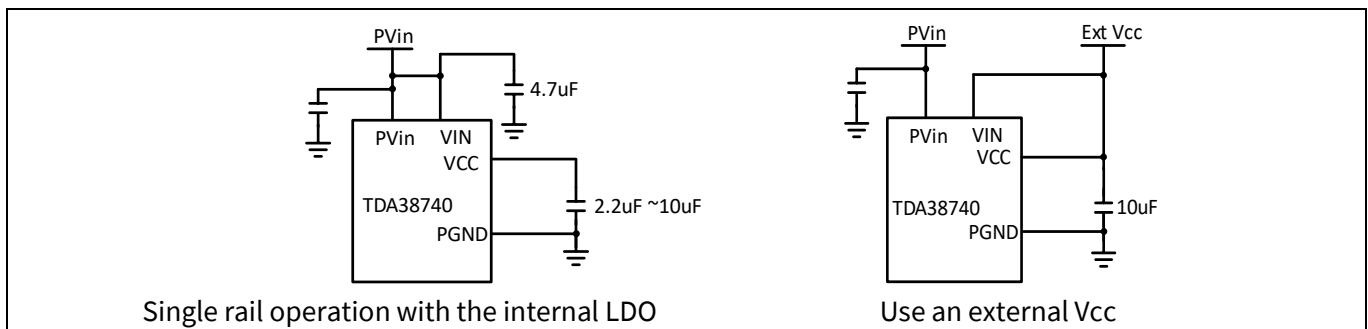 PVin
4.7uF
PVin
VIN
VCC
TDA38740
2.2uF ~10uF
PGND
Single rail operation with the internal LDO
PVin
Ext Vcc
PVin
VIN
VCC
TDA38740
10uF
PGND
Use an external Vcc